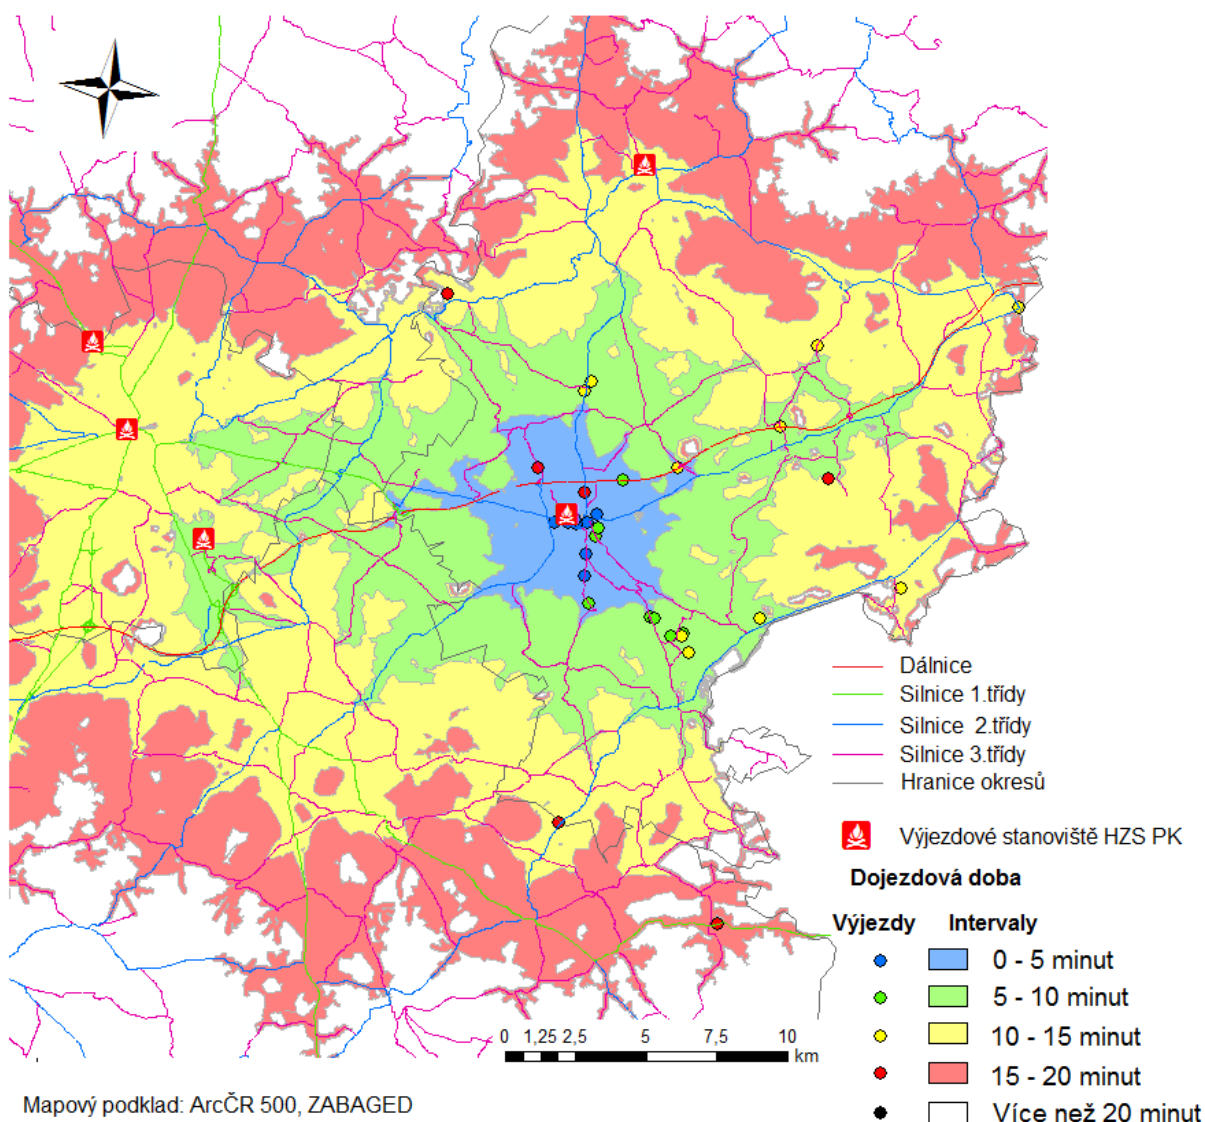 Dálnice
Silnice 1.třídy
Silnice  2.třídy
Silnice 3.třídy
Hranice okresů
Výjezdové stanoviště HZS PK
Dojezdová doba
Výjezdy Intervaly
0 - 5 minut
5 - 10 minut
10 - 15 minut
15 - 20 minut
Více než 20 minut
0 1,25 2,5 5 7,5 10
km
Mapový podklad: ArcČR 500, ZABAGED